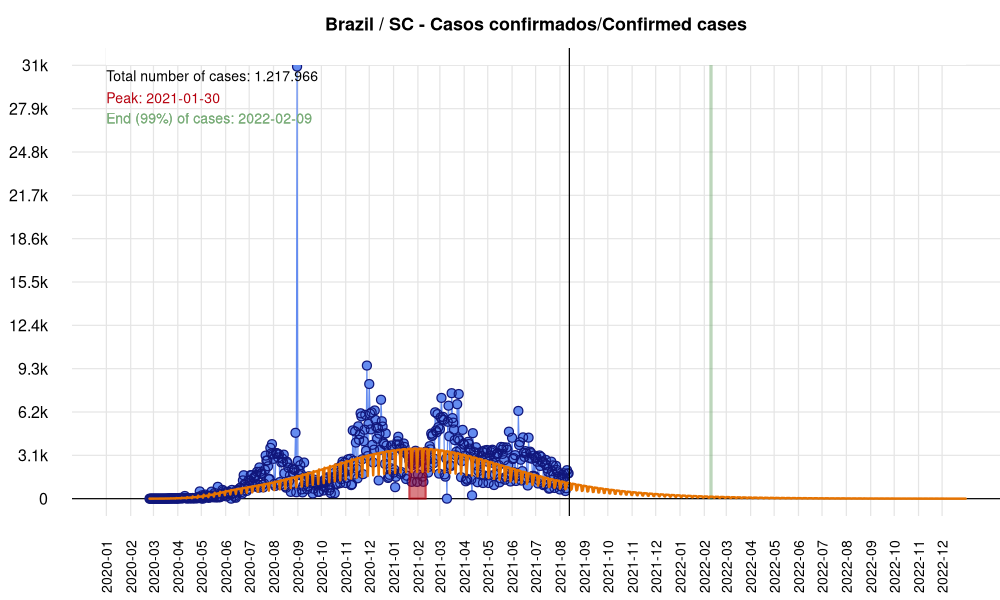 Brazil / SC - Casos confirmados/Confirmed cases
Total number of cases: 1.217.966
Peak: 2021-01-30
End (99%) of cases: 2022-02-09
31k
27.9k
24.8k
21.7k
18.6k
15.5k
12.4k
9.3k
6.2k
3.1k
0
2020-01
2020-02
2020-03
2020-04
2020-05
2020-06
2020-07
2020-08
2020-09
2020-10
2020-11
2020-12
2021-01
2021-02
2021-03
2021-04
2021-05
2021-06
2021-07
2021-08
2021-09
2021-10
2021-11
2021-12
2022-01
2022-02
2022-03
2022-04
2022-05
2022-06
2022-07
2022-08
2022-09
2022-10
2022-11
2022-12